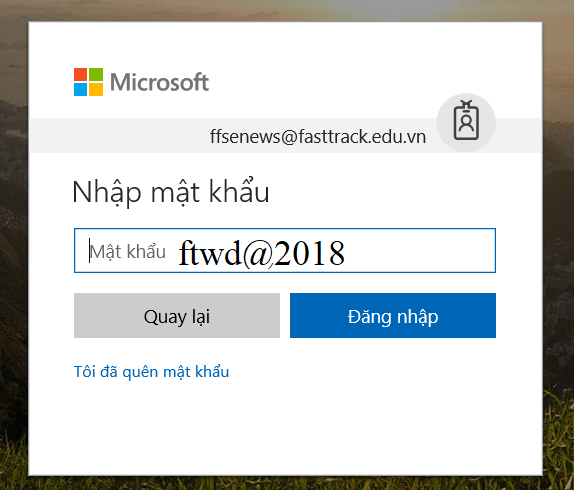 Microsoft
ffsenews@fasttrack.edu.vn
Nhập mật khẩu
Mật khẩu ftwd@2018
Quay lại Đăng nhập
Tôi đã quên mật khẩu